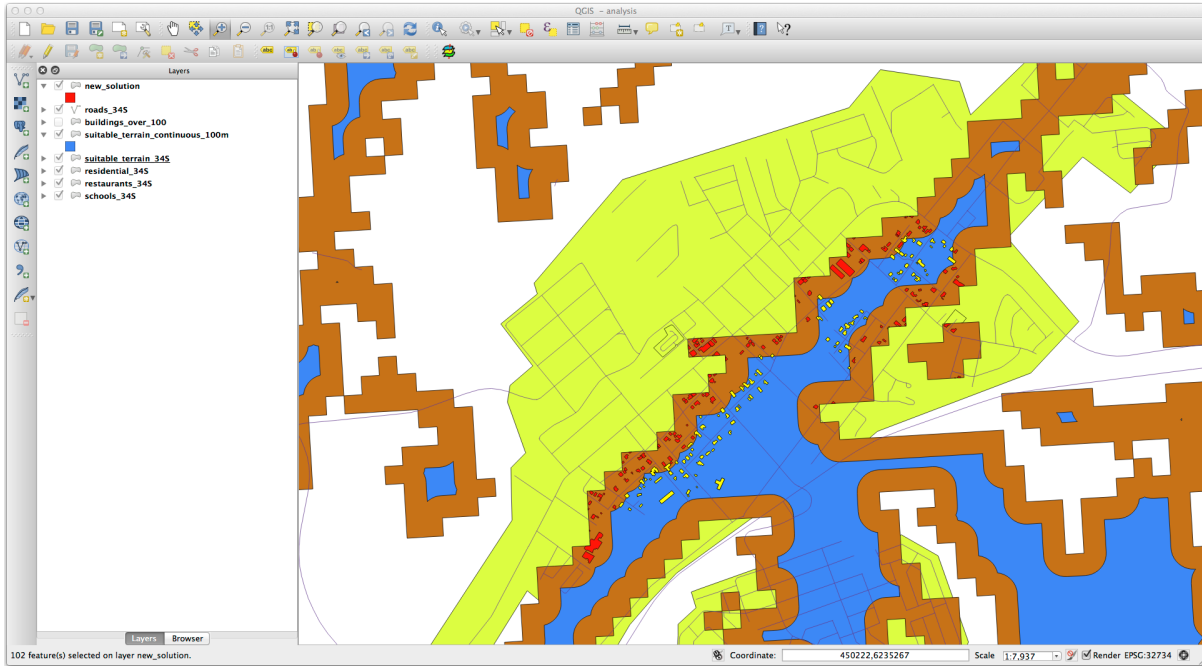 QGIS - analysis
Layers
new_solution
roads_34S
buildings_over_100
suitable_terrain_continuous_100m
suitable_terrain_34S
residential_34S
restaurants_34S
schools_34S
Layers Browser
102 feature(s) selected on layer new_solution.
Coordinate: 450222,6235267 Scale 1:7,937 Render EPSG:32734